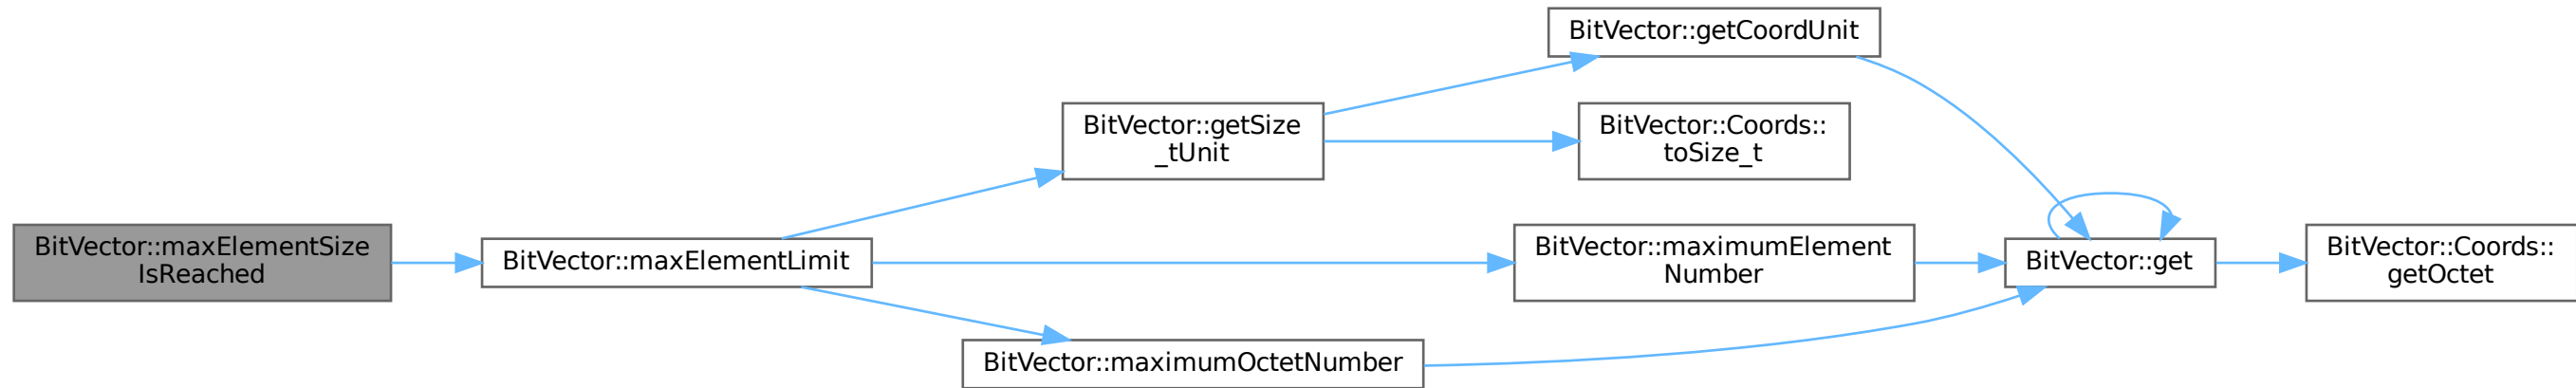 BitVector::maxElementSize
IsReached
BitVector::maxElementLimit
BitVector::getSize
_tUnit
BitVector::getCoordUnit
BitVector::Coords::
toSize_t
BitVector::maximumElement
Number
BitVector::maximumOctetNumber
BitVector::get
BitVector::Coords::
getOctet